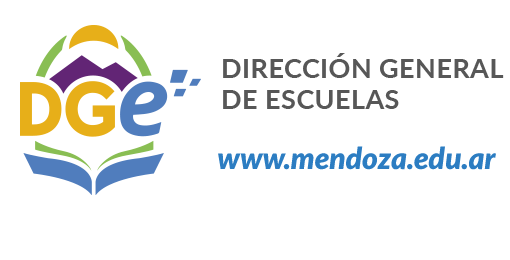 DGe
DIRECCIÓN GENERAL
DE ESCUELAS
www.mendoza.edu.ar